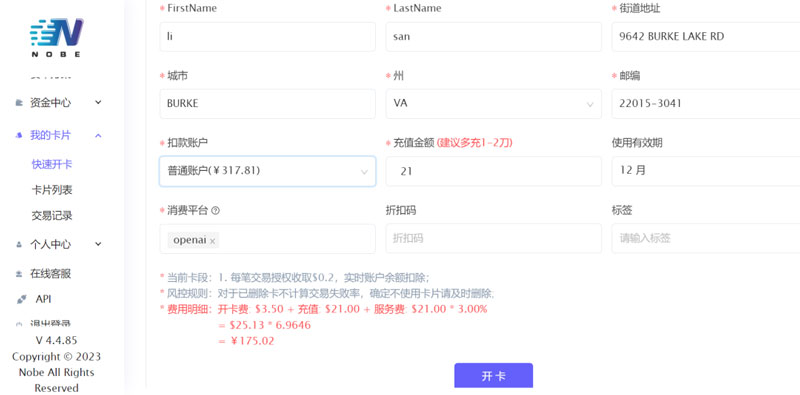 * FirstName
* LastName
* 街道地址
li
san
9642 BURKE LAKE RD
NOBE
* 城市
* 州
* 邮编
资金中心
BURKE
VA
22015-3041
我的卡片
* 扣款账户
* 充值金额 (建议多充1-2刀)
使用有效期
快速开卡
普通账户(¥317.81)
21
12 月
卡片列表
交易记录
* 消费平台
折扣码
标签
个人中心
openai ×
折扣码
请输入标签
在线客服
* 当前卡段: 1. 每笔交易授权收取$0.2，实时账户余额扣除；
* 风控规则: 对于已删除卡不计算交易失败率，确定不使用卡片请及时删除;
API
* 费用明细: 开卡费: $3.50 + 充值: $21.00 + 服务费: $21.00 * 3.00%
退出登录
= $25.13 * 6.9646
= ¥175.02
V 4.4.85
Copyright © 2023
Nobe All Rights
Reserved
开 卡